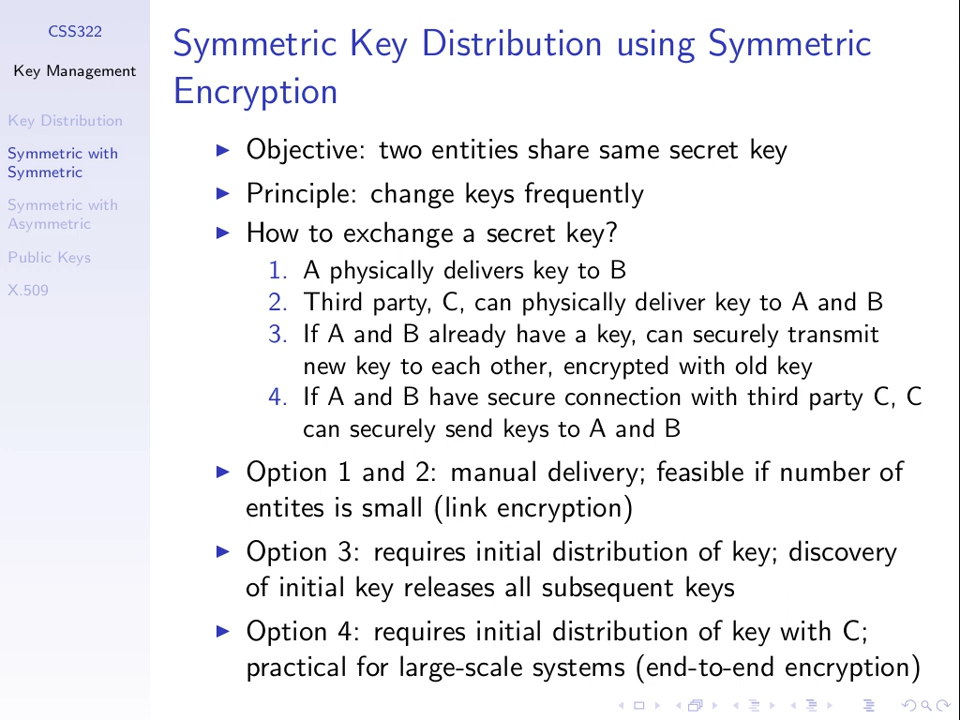 CSS322
Key Management
Key Distribution
Symmetric with
Symmetric
Symmetric with
Asymmetric
Public Keys
X.509
Symmetric Key Distribution using Symmetric
Encryption
Objective: two entities share same secret key
Principle: change keys frequently
How to exchange a secret key?
1. A physically delivers key to B
2. Third party, C, can physically deliver key to A and B
3. If A and B already have a key, can securely transmit
new key to each other, encrypted with old key
4. If A and B have secure connection with third party C, C
can securely send keys to A and B
Option 1 and 2: manual delivery; feasible if number of
entites is small (link encryption)
Option 3: requires initial distribution of key; discovery
of initial key releases all subsequent keys
Option 4: requires initial distribution of key with C;
practical for large-scale systems (end-to-end encryption)